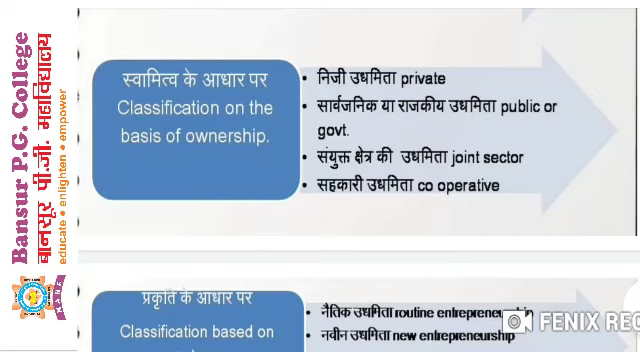 Bansur P.G. College
बानसूर पी.जी. महाविद्यालय
educate • enlighten • empower
स्वामित्व के आधार पर
Classification on the
basis of ownership.
• निजी उधमिता private
• सार्वजनिक या राजकीय उधमिता public or
govt.
• संयुक्त क्षेत्र की उधमिता joint sector
• सहकारी उधमिता co operative
प्रकृति के आधार पर
Classification based on
• नैतिक उधमिता routine entrepreneurship
• नवीन उधमिता new entrepreneurship
FENIX REC